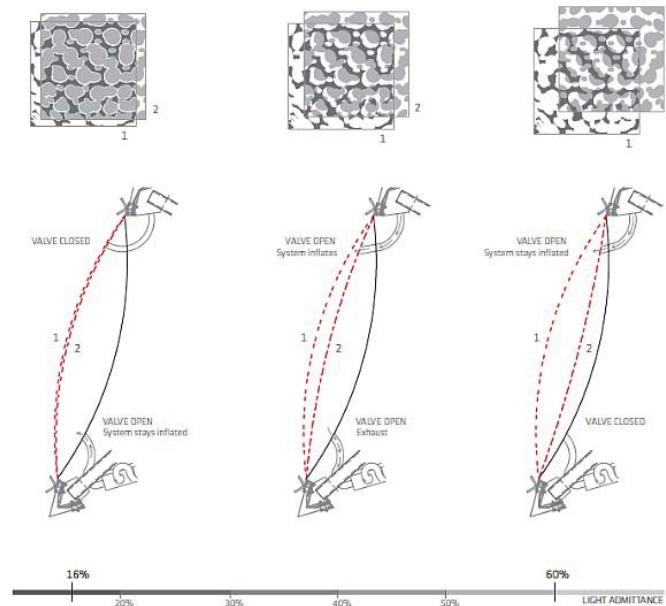 2
1
2
1
1
VALVE CLOSED
1
2
VALVE OPEN
System stays inflated
VALVE OPEN
System inflates
1
2
VALVE OPEN
Exhaust
VALVE OPEN
System stays inflated
1
2
VALVE CLOSED
16%
60%
20%
30%
40%
50%
LIGHT ADMITTANCE